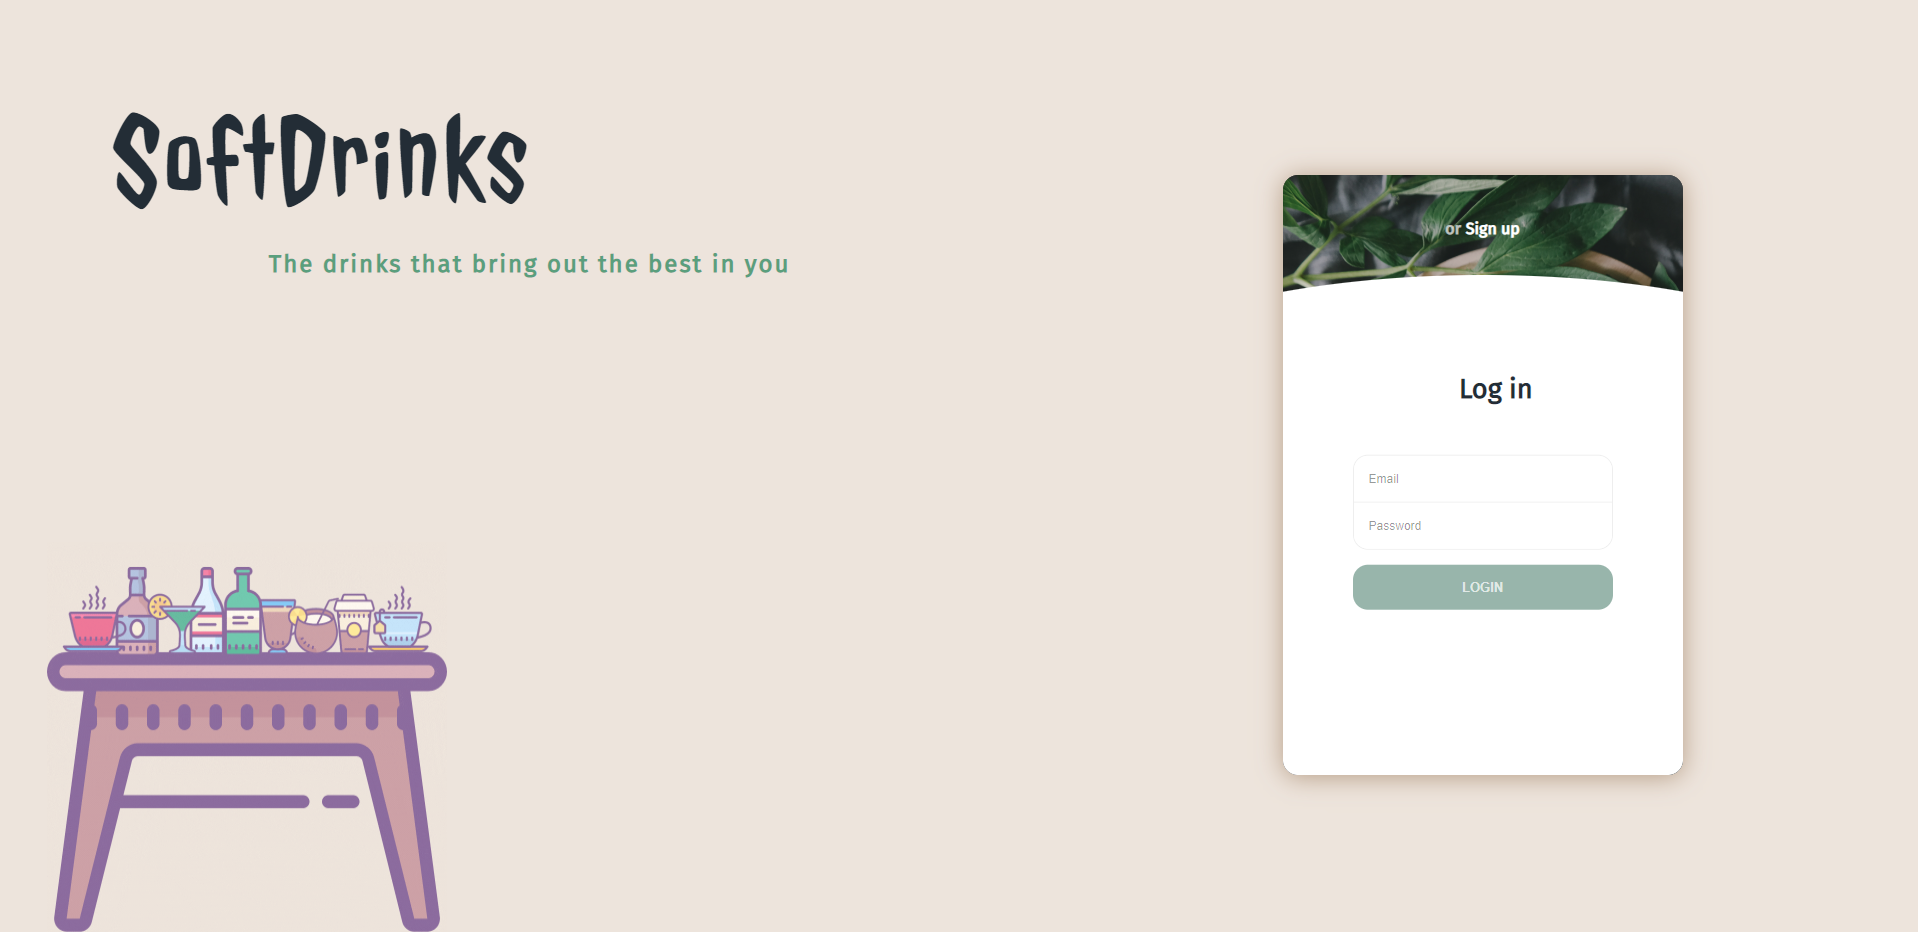 SoftDrinks
The drinks that bring out the best in you
or Sign up
Log in
Email
Password
LOGIN